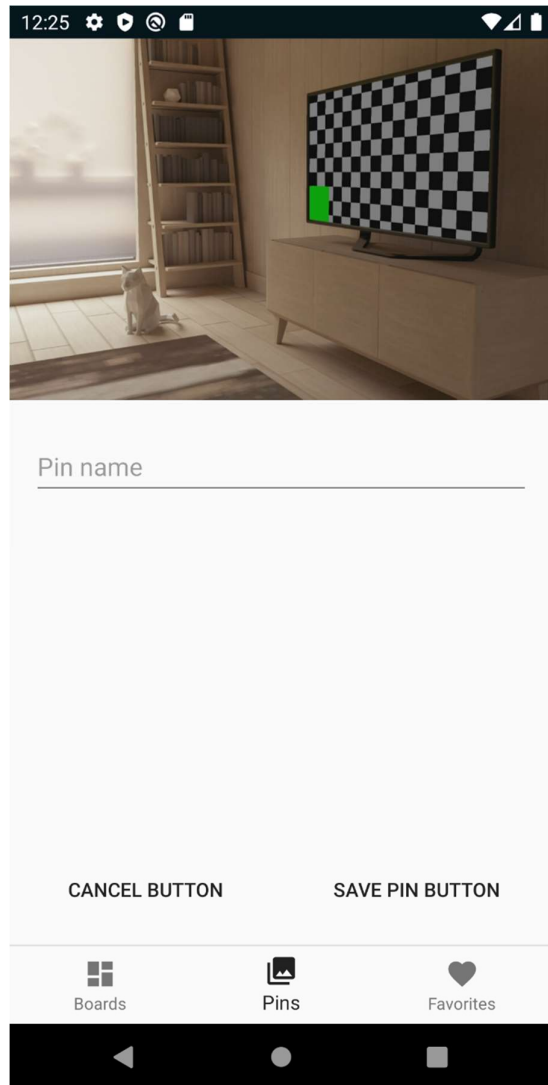 12:25
Pin name
CANCEL BUTTON
SAVE PIN BUTTON
Boards
Pins
Favorites